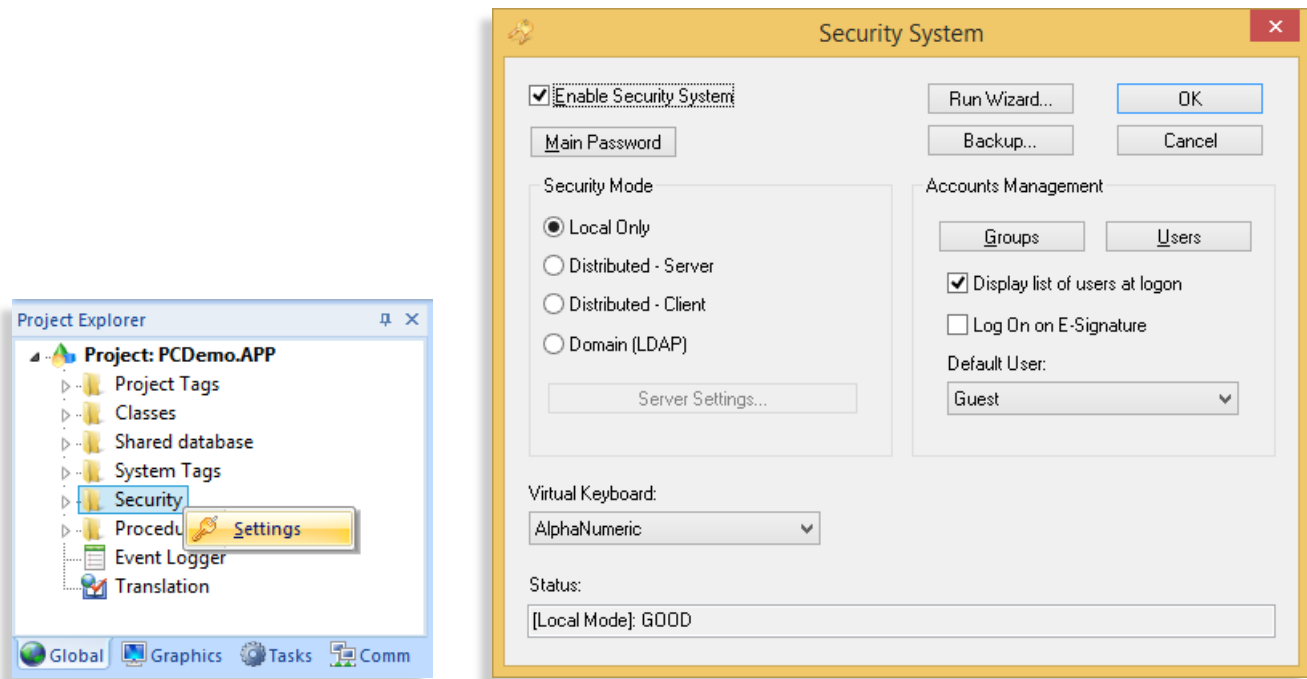 Project Explorer
Project: PCDemo.APP
Project Tags
Classes
Shared database
System Tags
Security
Settings
Procedu
Event Logger
Translation
Global Graphics Tasks Comm
Security System
Enable Security System
Run Wizard... OK
Main Password
Backup... Cancel
Security Mode
Local Only
Distributed - Server
Distributed - Client
Domain (LDAP)
Server Settings...
Accounts Management
Groups Users
Display list of users at logon
Log On on E-Signature
Default User:
Guest
Virtual Keyboard:
AlphaNumeric
Status:
[Local Mode]: GOOD